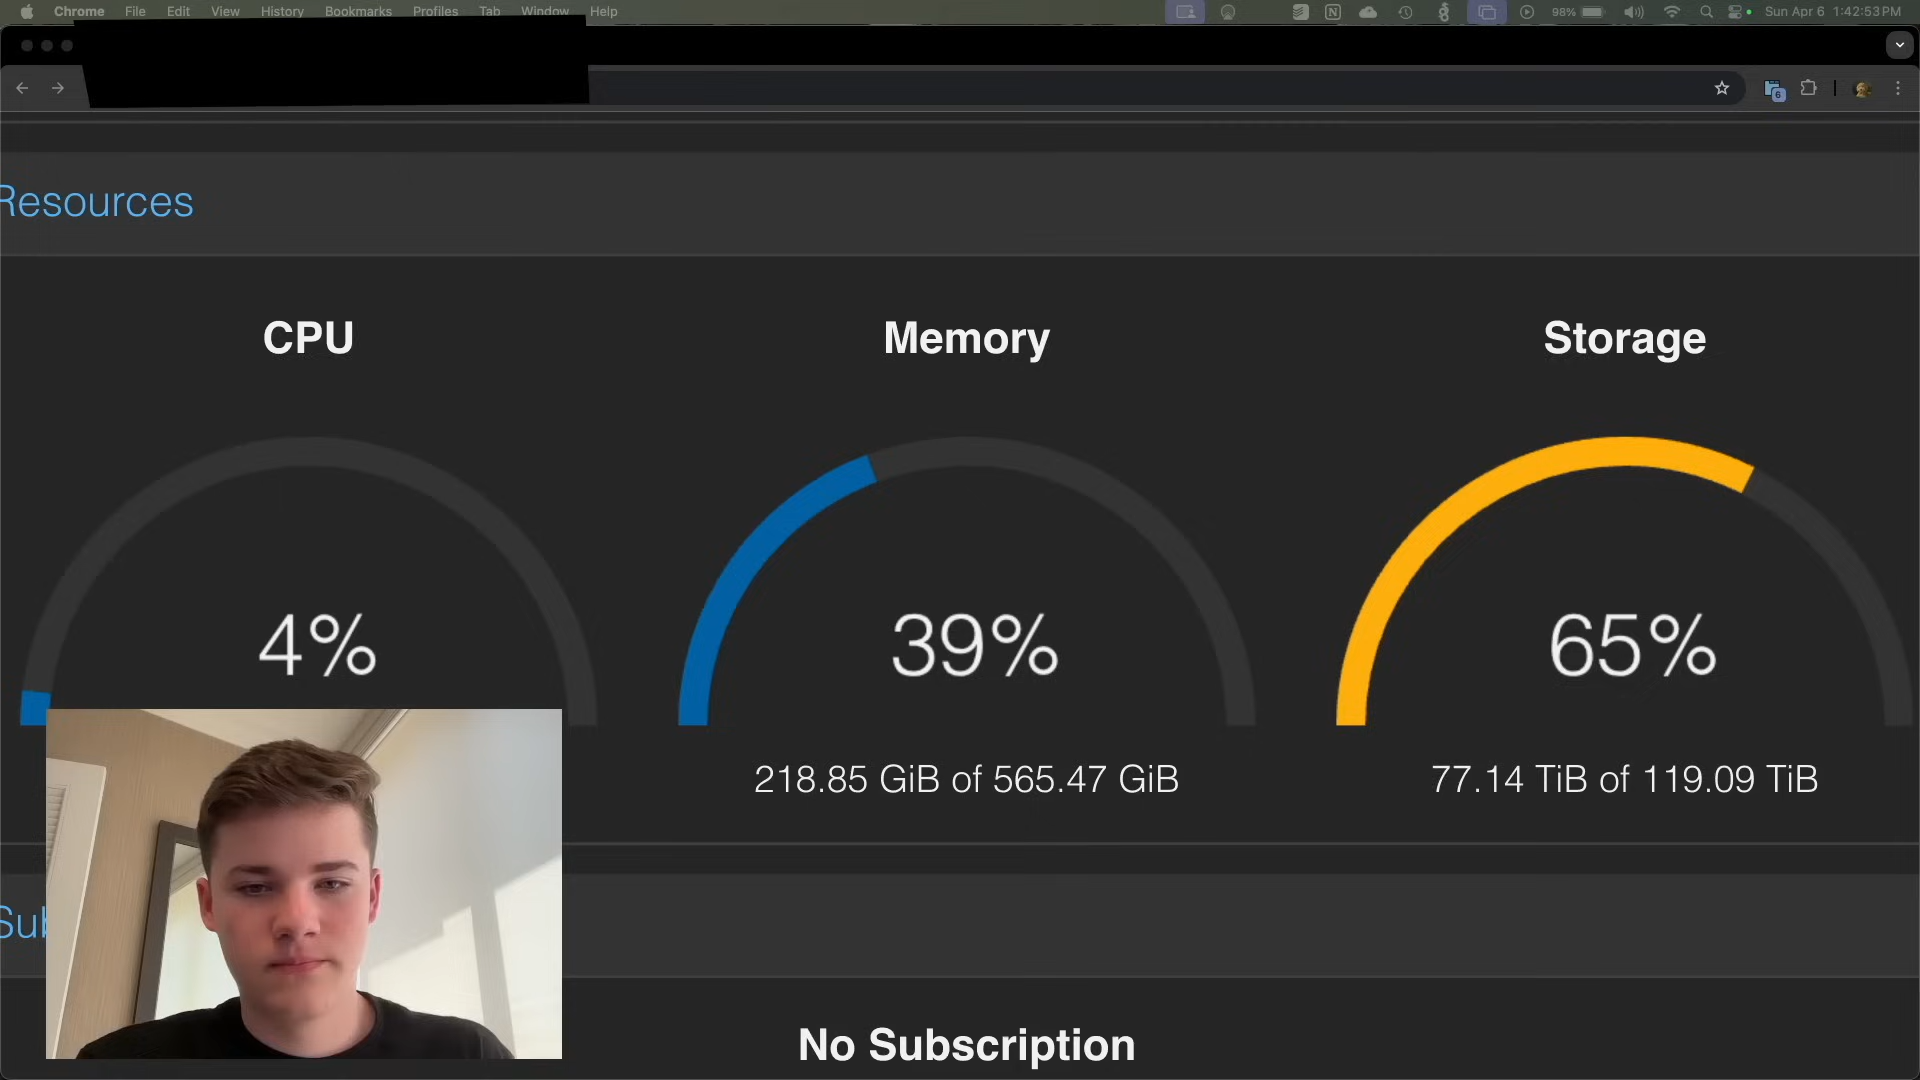 Chrome File Edit View History Bookmarks Profiles Tab Window Help 98% Sun Apr 6 1:42:53 PM
6
Resources
CPU Memory Storage
4% 39% 65%
218.85 GiB of 565.47 GiB 77.14 TiB of 119.09 TiB
Sub
No Subscription